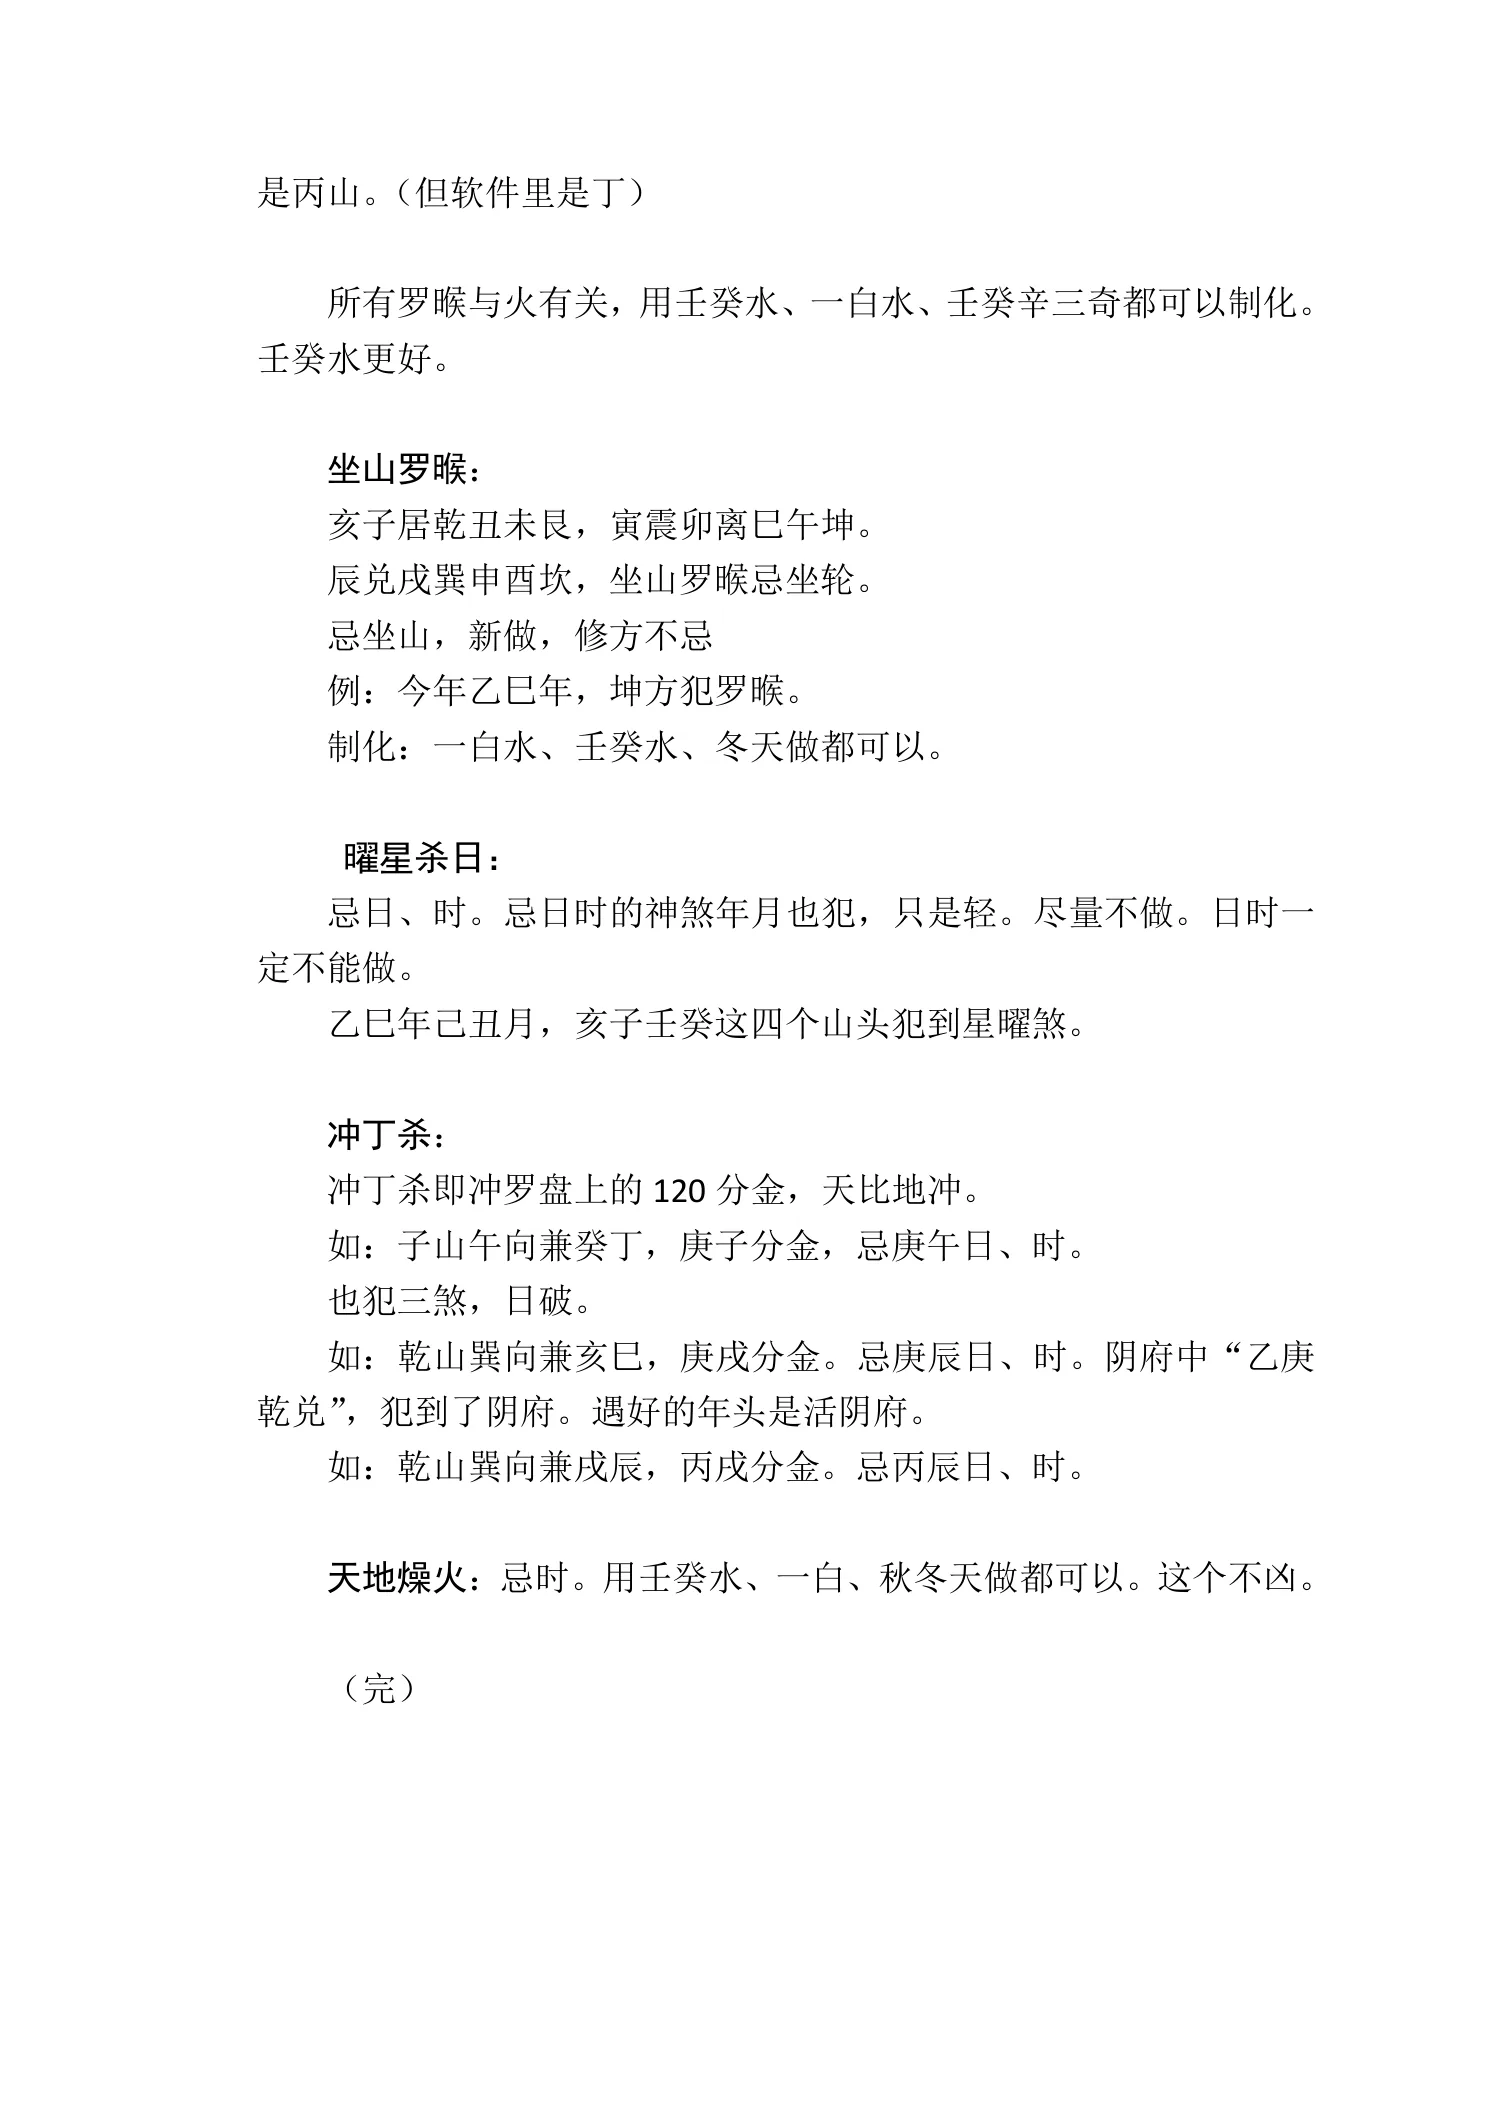 是丙山。（但软件里是丁）
所有罗睺与火有关，用壬癸水、一白水、壬癸辛三奇都可以制化。
壬癸水更好。
坐山罗睺：
亥子居乾丑未艮，寅震卯离巳午坤。
辰兑戌巽申酉坎，坐山罗睺忌坐轮。
忌坐山，新做，修方不忌
例：今年乙巳年，坤方犯罗睺。
制化：一白水、壬癸水、冬天做都可以。
曜星杀日：
忌日、时。忌日时的神煞年月也犯，只是轻。尽量不做。日时一
定不能做。
乙巳年己丑月，亥子壬癸这四个山头犯到星曜煞。
冲丁杀：
冲丁杀即冲罗盘上的 120 分金，天比地冲。
如：子山午向兼癸丁，庚子分金，忌庚午日、时。
也犯三煞，日破。
如：乾山巽向兼亥巳，庚戌分金。忌庚辰日、时。阴府中“乙庚
乾兑”，犯到了阴府。遇好的年头是活阴府。
如：乾山巽向兼戌辰，丙戌分金。忌丙辰日、时。
天地燥火：忌时。用壬癸水、一白、秋冬天做都可以。这个不凶。
（完）